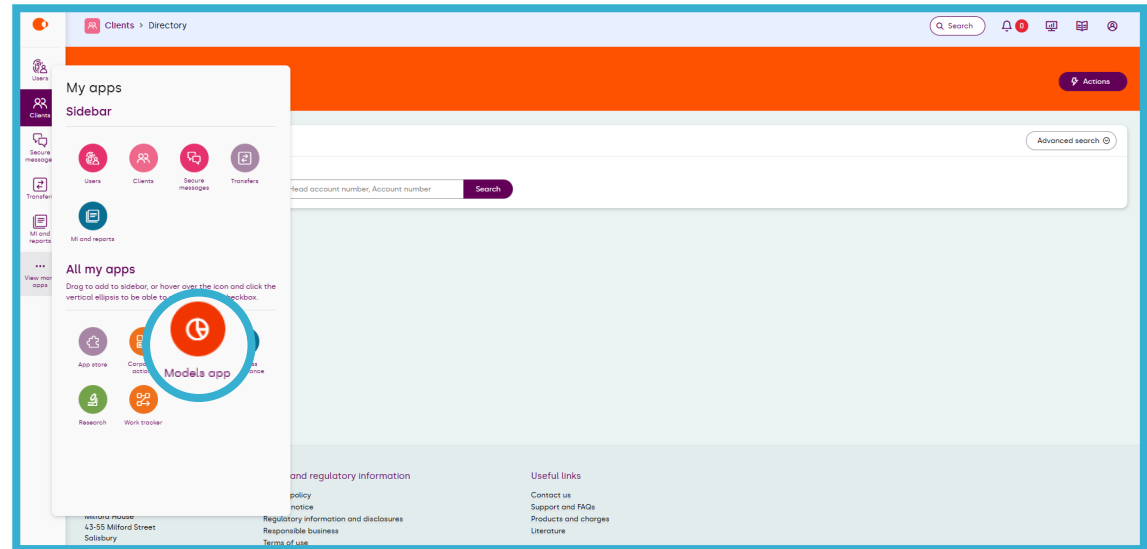 Clients > Directory
Search
0
Users
Clients
Secure
message
Transfer
MI and
reports
View mor
apps
My apps
Sidebar
Users
Clients
Secure
messages
Transfers
MI and reports
All my apps
Drag to add to sidebar, or hover over the icon and click the
vertical ellipsis to be able to
heckbox.
App store
Models app
Research
Work tracker
Actions
Advanced search
Head account number, Account number
Search
and regulatory information
policy
notice
Regulatory information and disclosures
Responsible business
Terms of use
Useful links
Contact us
Support and FAQs
Products and charges
Literature
Milford House
43-55 Milford Street
Salisbury